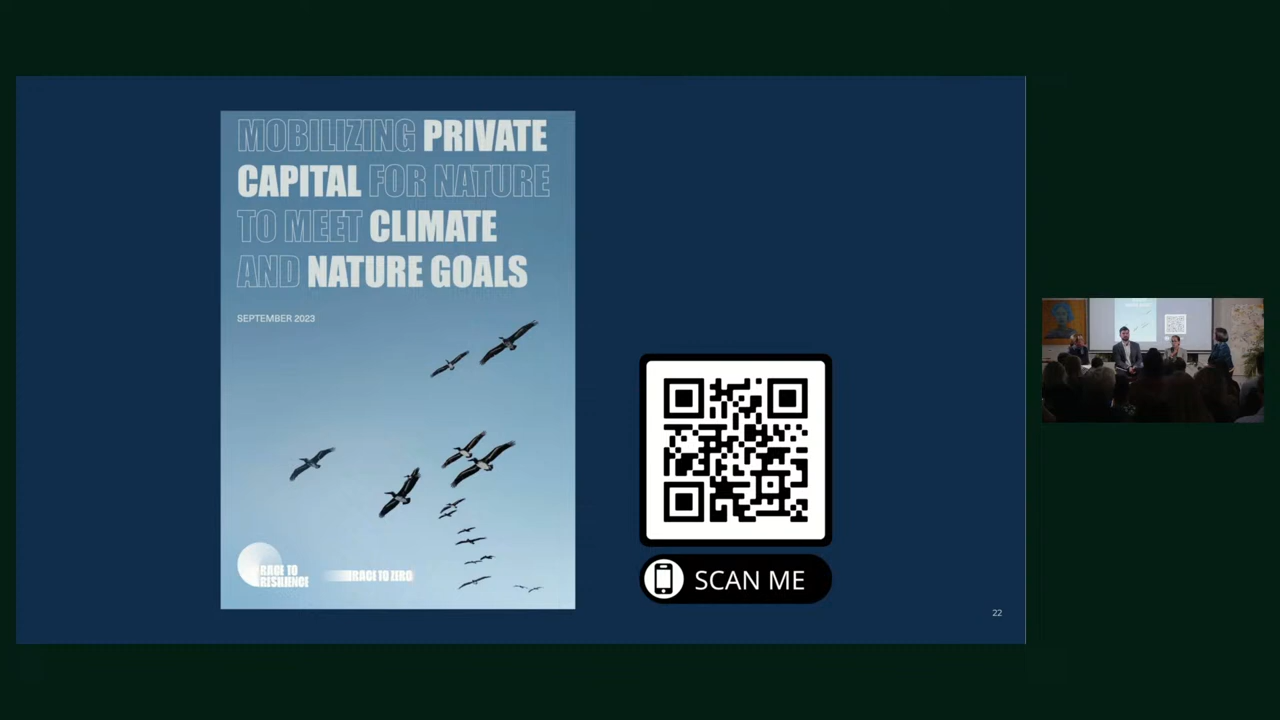 MOBILIZING PRIVATE
CAPITAL FOR NATURE
TO MEET CLIMATE
AND NATURE GOALS
SEPTEMBER 2023
RACE TO
RESILIENCE
RACE TO ZERO
SCAN ME
22